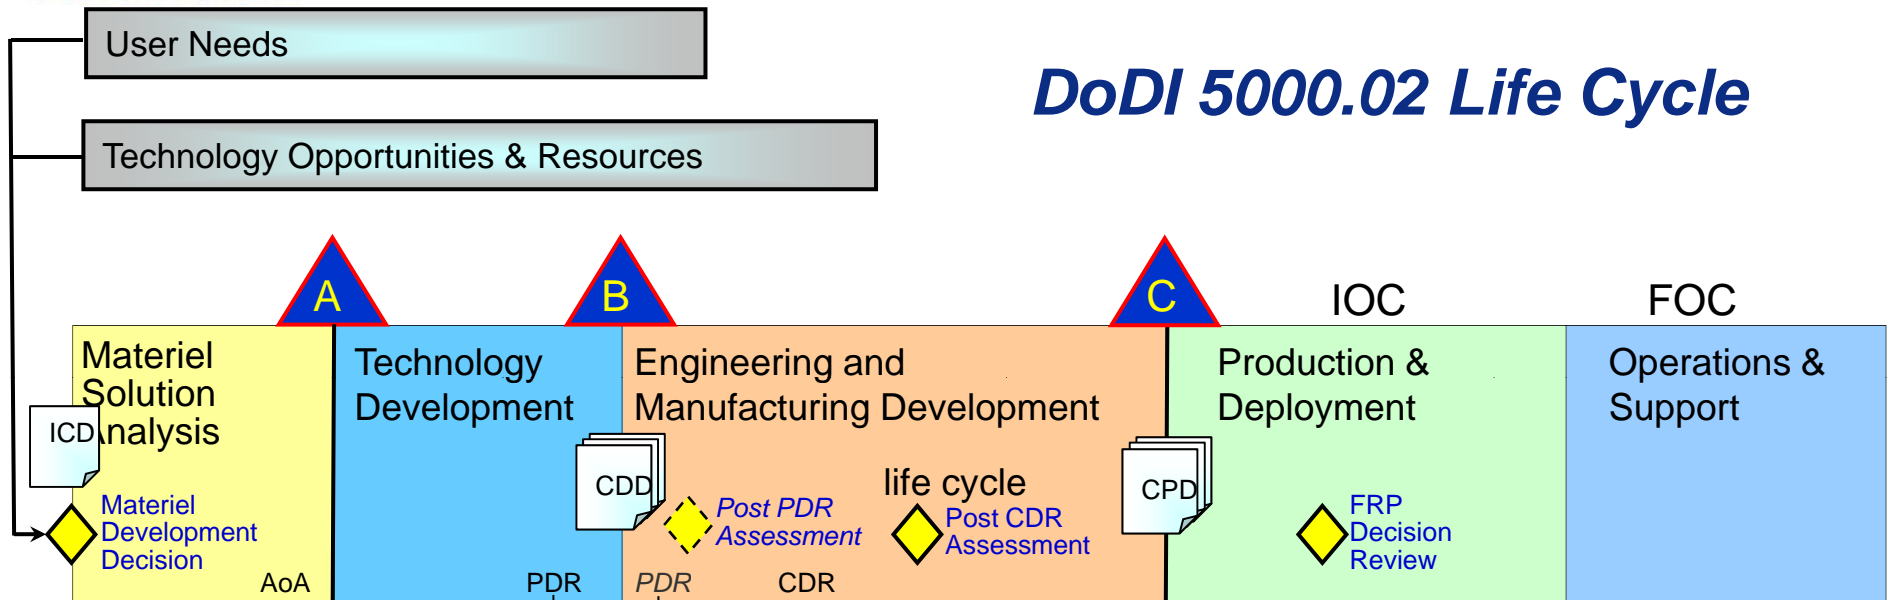 User Needs
DoDI 5000.02 Life Cycle
Technology Opportunities & Resources
A
B
C
IOC
FOC
Materiel
Solution
Analysis
ICD
Materiel
Development
Decision
AoA
Technology
Development
PDR
CDD
Engineering and
Manufacturing Development
life cycle
Post PDR
Assessment
Post CDR
Assessment
PDR
CDR
CPD
Production &
Deployment
FRP
Decision
Review
Operations &
Support